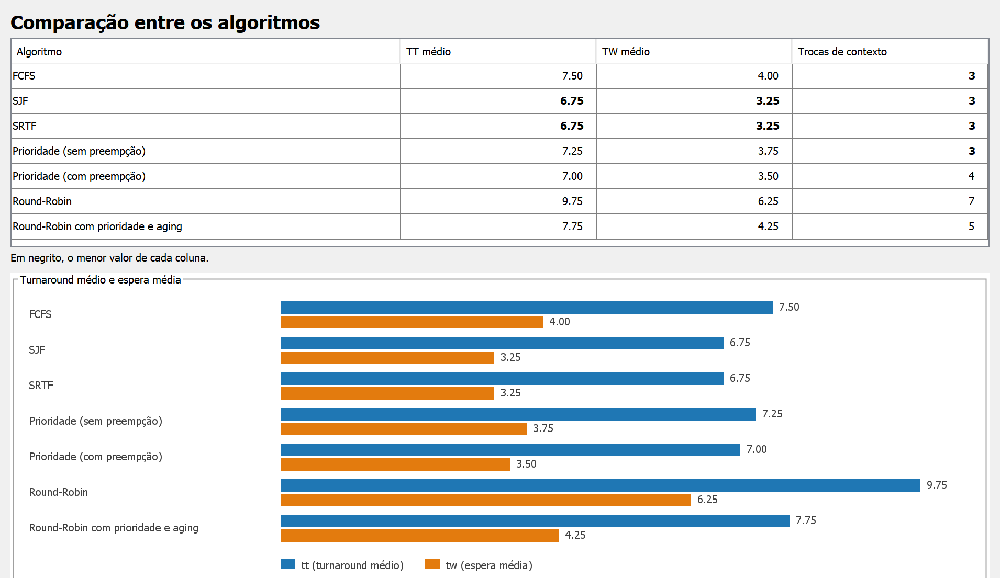 Comparação entre os algoritmos
Algoritmo TT médio TW médio Trocas de contexto
FCFS 7.50 4.00 3
SJF 6.75 3.25 3
SRTF 6.75 3.25 3
Prioridade (sem preempção) 7.25 3.75 3
Prioridade (com preempção) 7.00 3.50 4
Round-Robin 9.75 6.25 7
Round-Robin com prioridade e aging 7.75 4.25 5
Em negrito, o menor valor de cada coluna.
Turnaround médio e espera média
FCFS 7.50
4.00
SJF 6.75
3.25
SRTF 6.75
3.25
Prioridade (sem preempção) 7.25
3.75
Prioridade (com preempção) 7.00
3.50
Round-Robin 9.75
6.25
Round-Robin com prioridade e aging 7.75
4.25
tt (turnaround médio) tw (espera média)